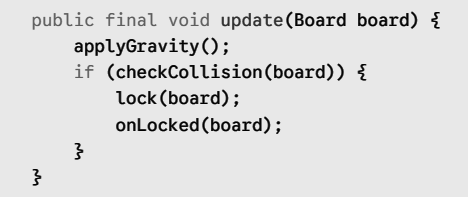 public final void update(Board board) {
    applyGravity();
    if (checkCollision(board)) {
        lock(board);
        onLocked(board);
    }
}